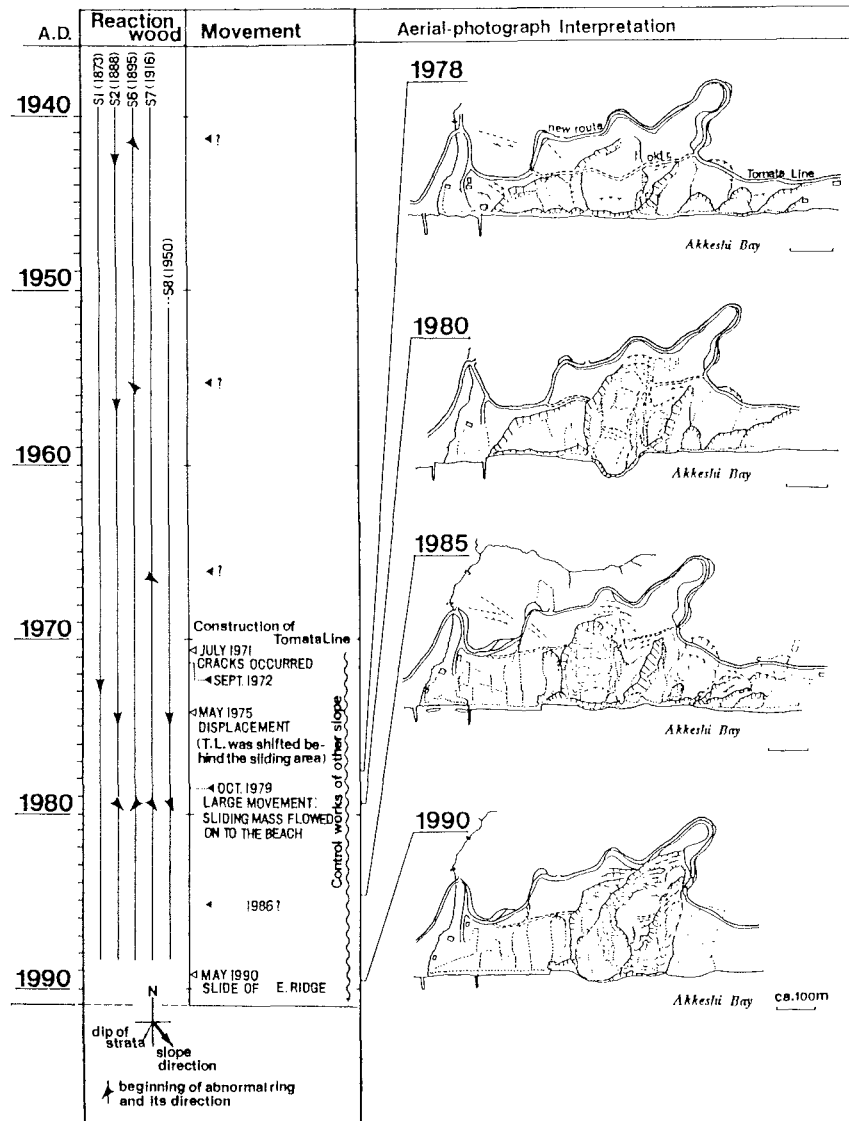 A.D.
Reaction
wood
Movement
Aerial-photograph Interpretation
S1 (1873)
S2 (1888)
S6 (1895)
S7 (1916)
S8 (1950)
1940
1950
1960
1970
1980
1990
?
?
?
Construction of
Tomata Line
JULY 1971
CRACKS OCCURRED
SEPT. 1972
MAY 1975
DISPLACEMENT
(T.L. was shifted be-
hind the sliding area)
OCT. 1979
LARGE MOVEMENT:
SLIDING MASS FLOWED
ON TO THE BEACH
1986?
MAY 1990
SLIDE OF E. RIDGE
Control works of other slope
N
dip of
strata
slope
direction
beginning of abnormal ring
and its direction
1978
new route
Tomata Line
Akkeshi Bay
1980
Akkeshi Bay
1985
Akkeshi Bay
1990
Akkeshi Bay
ca.100m